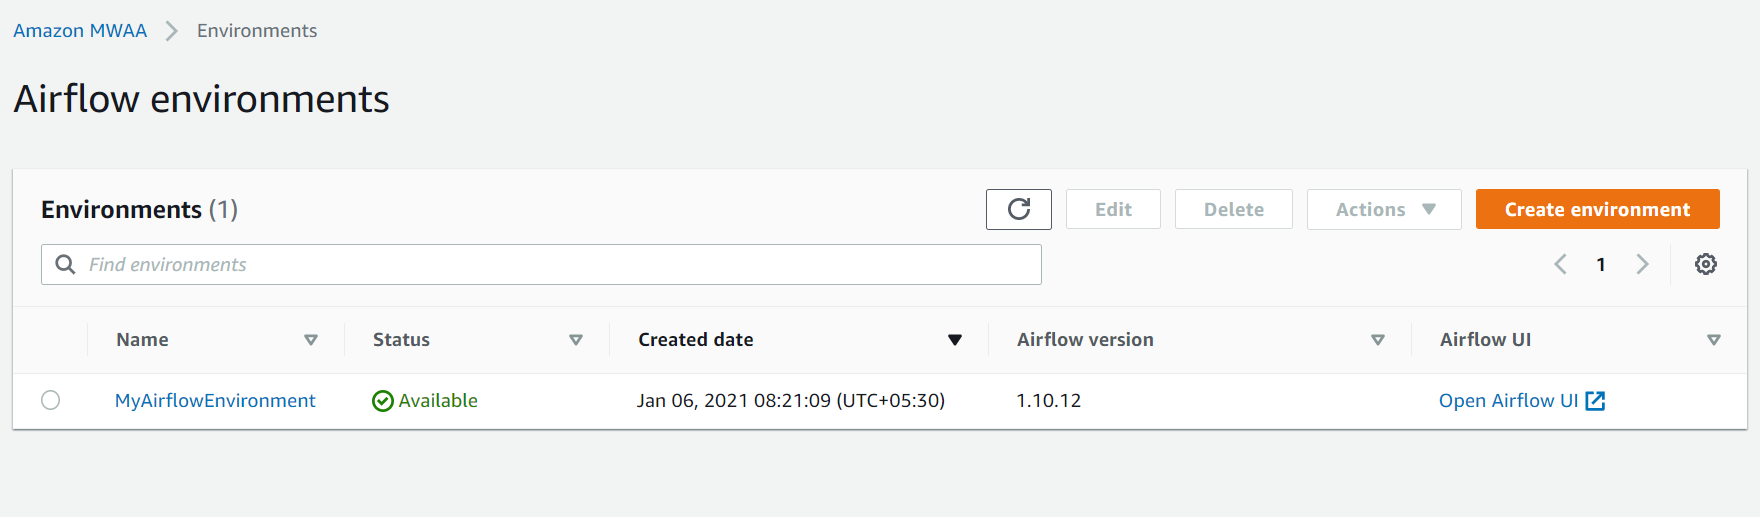 Amazon MWAA > Environments
Airflow environments
Environments (1)
Edit
Delete
Actions
Create environment
Find environments
1
Name Status Created date Airflow version Airflow UI
MyAirflowEnvironment Available Jan 06, 2021 08:21:09 (UTC+05:30) 1.10.12 Open Airflow UI